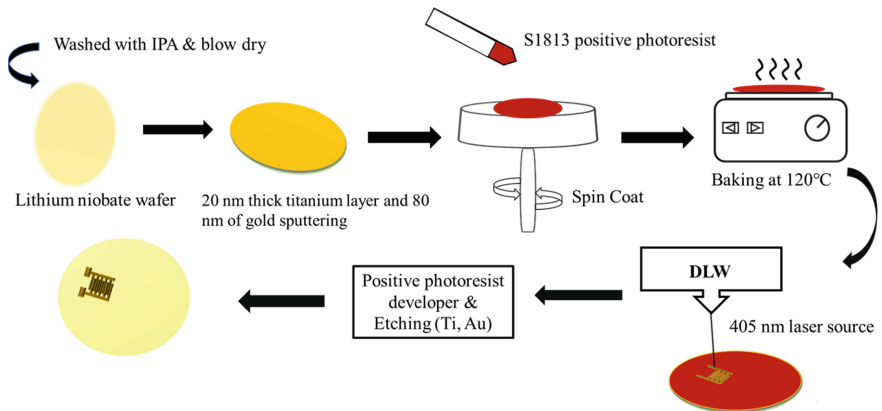 Washed with IPA & blow dry
S1813 positive photoresist
Lithium niobate wafer
20 nm thick titanium layer and 80
nm of gold sputtering
Spin Coat
Baking at 120℃
DLW
405 nm laser source
Positive photoresist
developer &
Etching (Ti, Au)